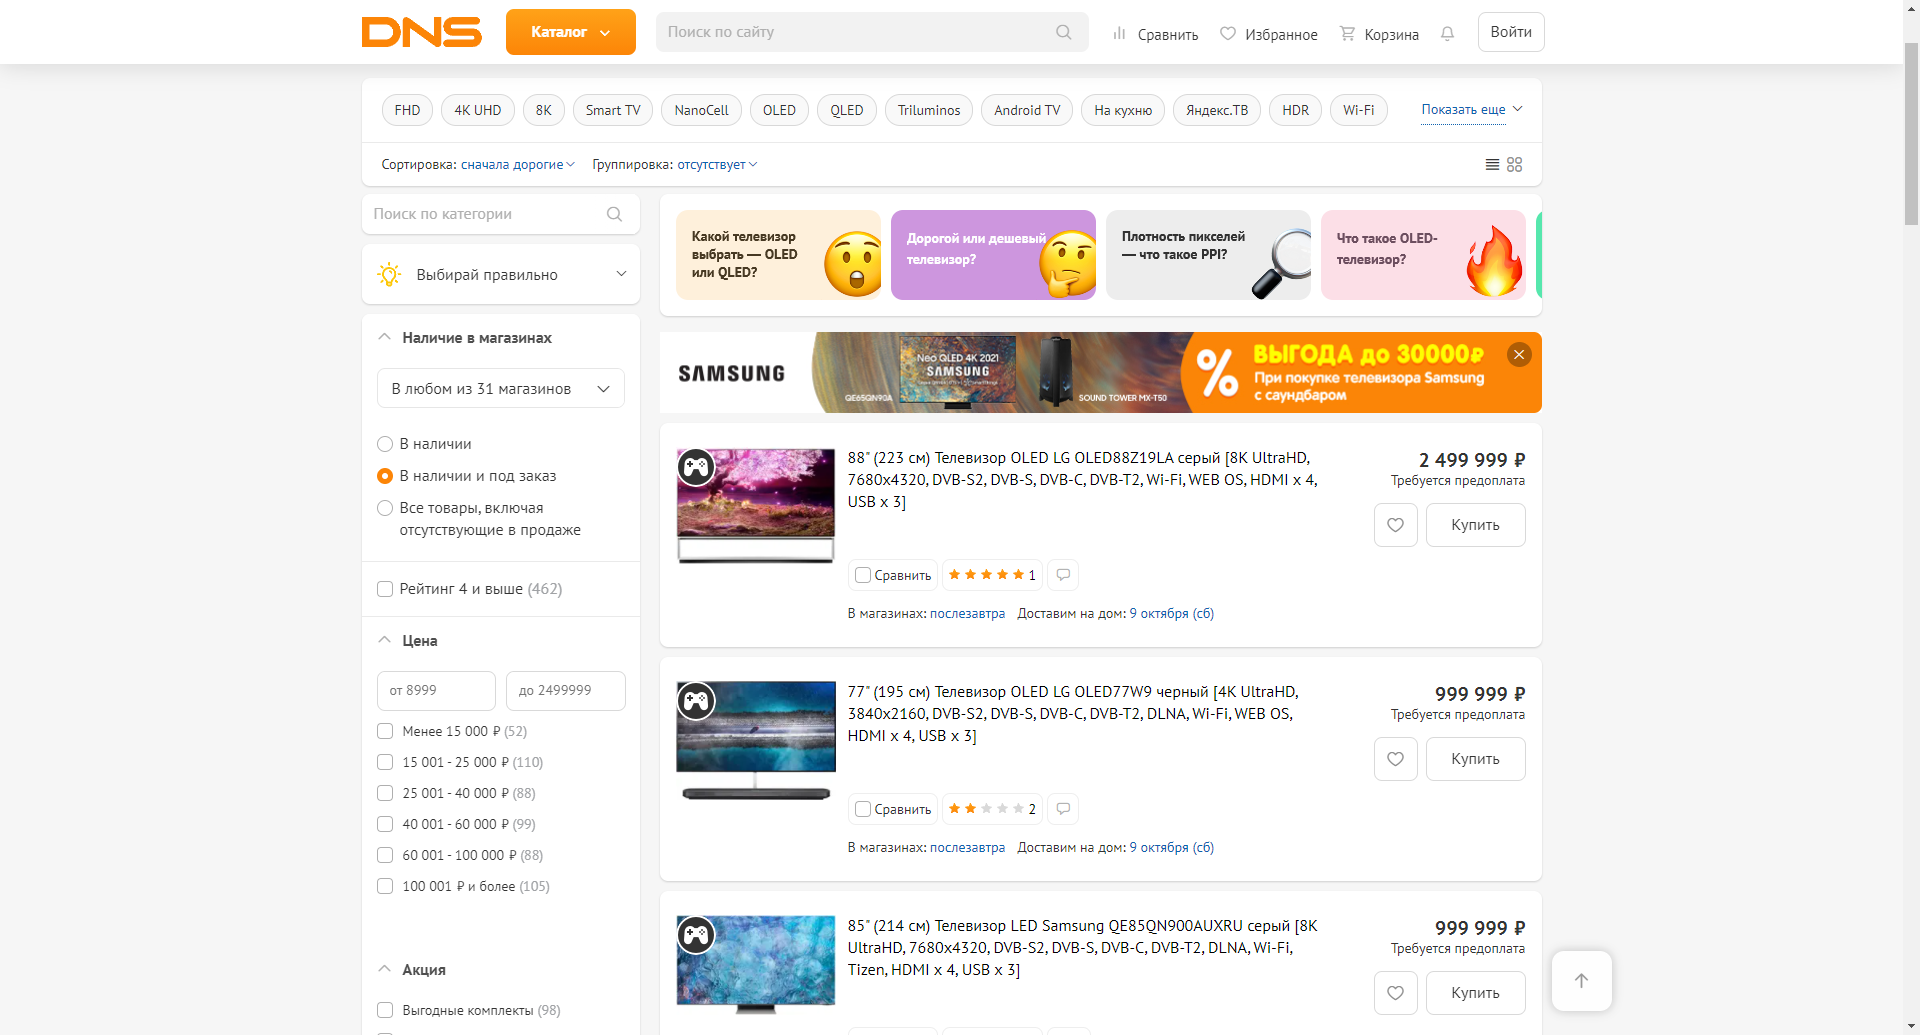 DNS
Каталог
Поиск по сайту
Сравнить
Избранное
Корзина
Войти
FHD
4K UHD
8K
Smart TV
NanoCell
OLED
QLED
Triluminos
Android TV
На кухню
Яндекс.ТВ
HDR
Wi-Fi
Показать еще
Сортировка: сначала дорогие
Группировка: отсутствует
Поиск по категории
Выбирай правильно
Наличие в магазинах
В любом из 31 магазинов
В наличии
В наличии и под заказ
Все товары, включая
отсутствующие в продаже
Рейтинг 4 и выше (462)
Цена
от 8999
до 2499999
Менее 15 000 ₽ (52)
15 001 - 25 000 ₽ (110)
25 001 - 40 000 ₽ (88)
40 001 - 60 000 ₽ (99)
60 001 - 100 000 ₽ (88)
100 001 ₽ и более (105)
Акция
Выгодные комплекты (98)
Какой телевизор
выбрать — OLED
или QLED?
Дорогой или дешевый
телевизор?
Плотность пикселей
— что такое PPI?
Что такое OLED-
телевизор?
SAMSUNG
Neo QLED 4K 2021
SAMSUNG
QE65QN90A
SOUND TOWER MX-T50
%
ВЫГОДА до 30000₽
При покупке телевизора Samsung
с саундбаром
88" (223 см) Телевизор OLED LG OLED88Z19LA серый [8K UltraHD,
7680x4320, DVB-S2, DVB-S, DVB-C, DVB-T2, Wi-Fi, WEB OS, HDMI x 4,
USB x 3]
2 499 999 ₽
Требуется предоплата
Купить
Сравнить
1
В магазинах: послезавтра
Доставим на дом: 9 октября (сб)
77" (195 см) Телевизор OLED LG OLED77W9 черный [4K UltraHD,
3840x2160, DVB-S2, DVB-S, DVB-C, DVB-T2, DLNA, Wi-Fi, WEB OS,
HDMI x 4, USB x 3]
999 999 ₽
Требуется предоплата
Купить
Сравнить
2
В магазинах: послезавтра
Доставим на дом: 9 октября (сб)
85" (214 см) Телевизор LED Samsung QE85QN900AUXRU серый [8K
UltraHD, 7680x4320, DVB-S2, DVB-S, DVB-C, DVB-T2, DLNA, Wi-Fi,
Tizen, HDMI x 4, USB x 3]
999 999 ₽
Требуется предоплата
Купить